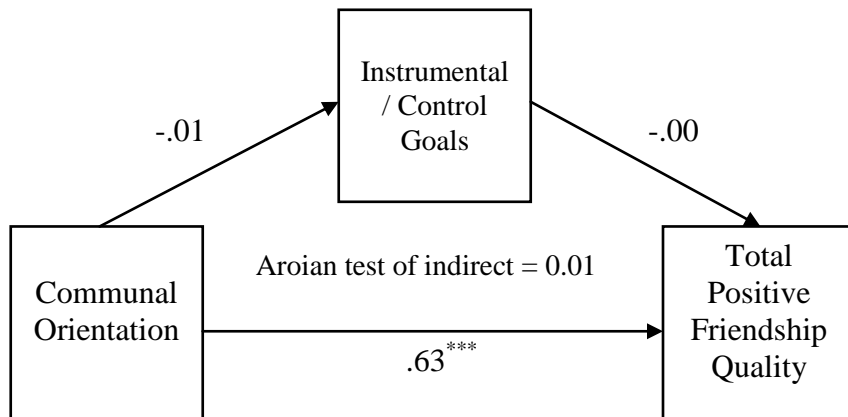 Instrumental
/ Control
Goals
-.01
-.00
Communal
Orientation
Aroian test of indirect = 0.01
.63***
Total
Positive
Friendship
Quality